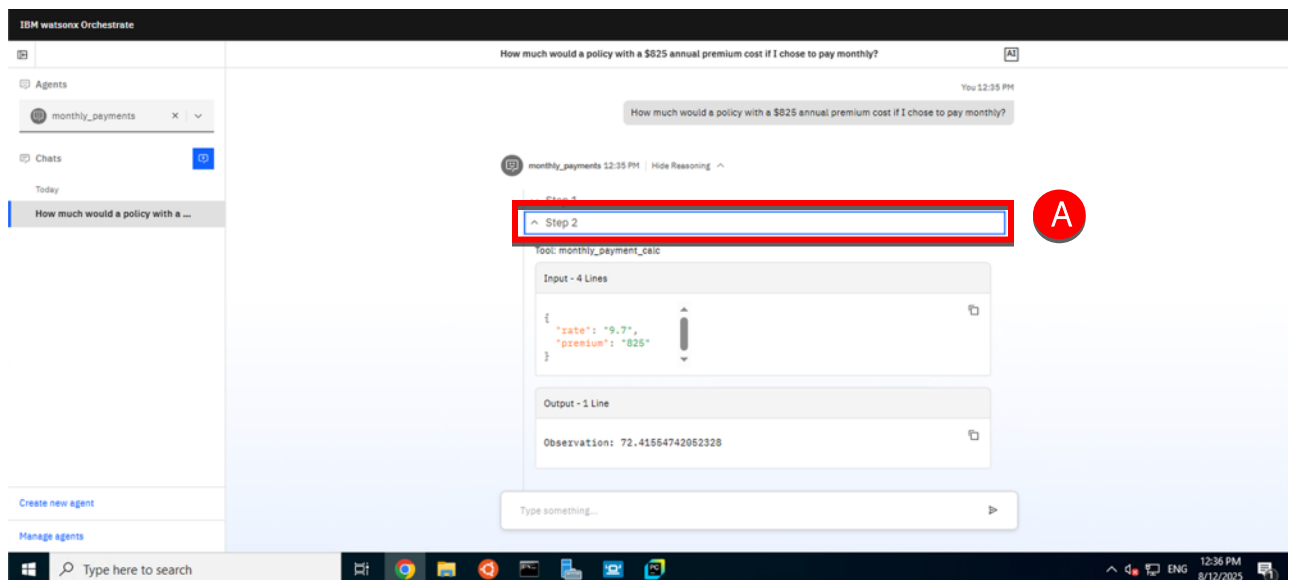 IBM watsonx Orchestrate
How much would a policy with a $825 annual premium cost if I chose to pay monthly?
AI
Agents
monthly_payments
Chats
Today
How much would a policy with a ...
You 12:35 PM
How much would a policy with a $825 annual premium cost if I chose to pay monthly?
monthly_payments 12:35 PM Hide Reasoning
Step 1
Step 2
A
Tool: monthly_payment_calc
Input - 4 Lines
{
"rate": "9.7",
"premium": "825"
}
Output - 1 Line
Observation: 72.41554742052328
Create new agent
Manage agents
Type something...
Type here to search
PC
ENG
12:36 PM
8/12/2025